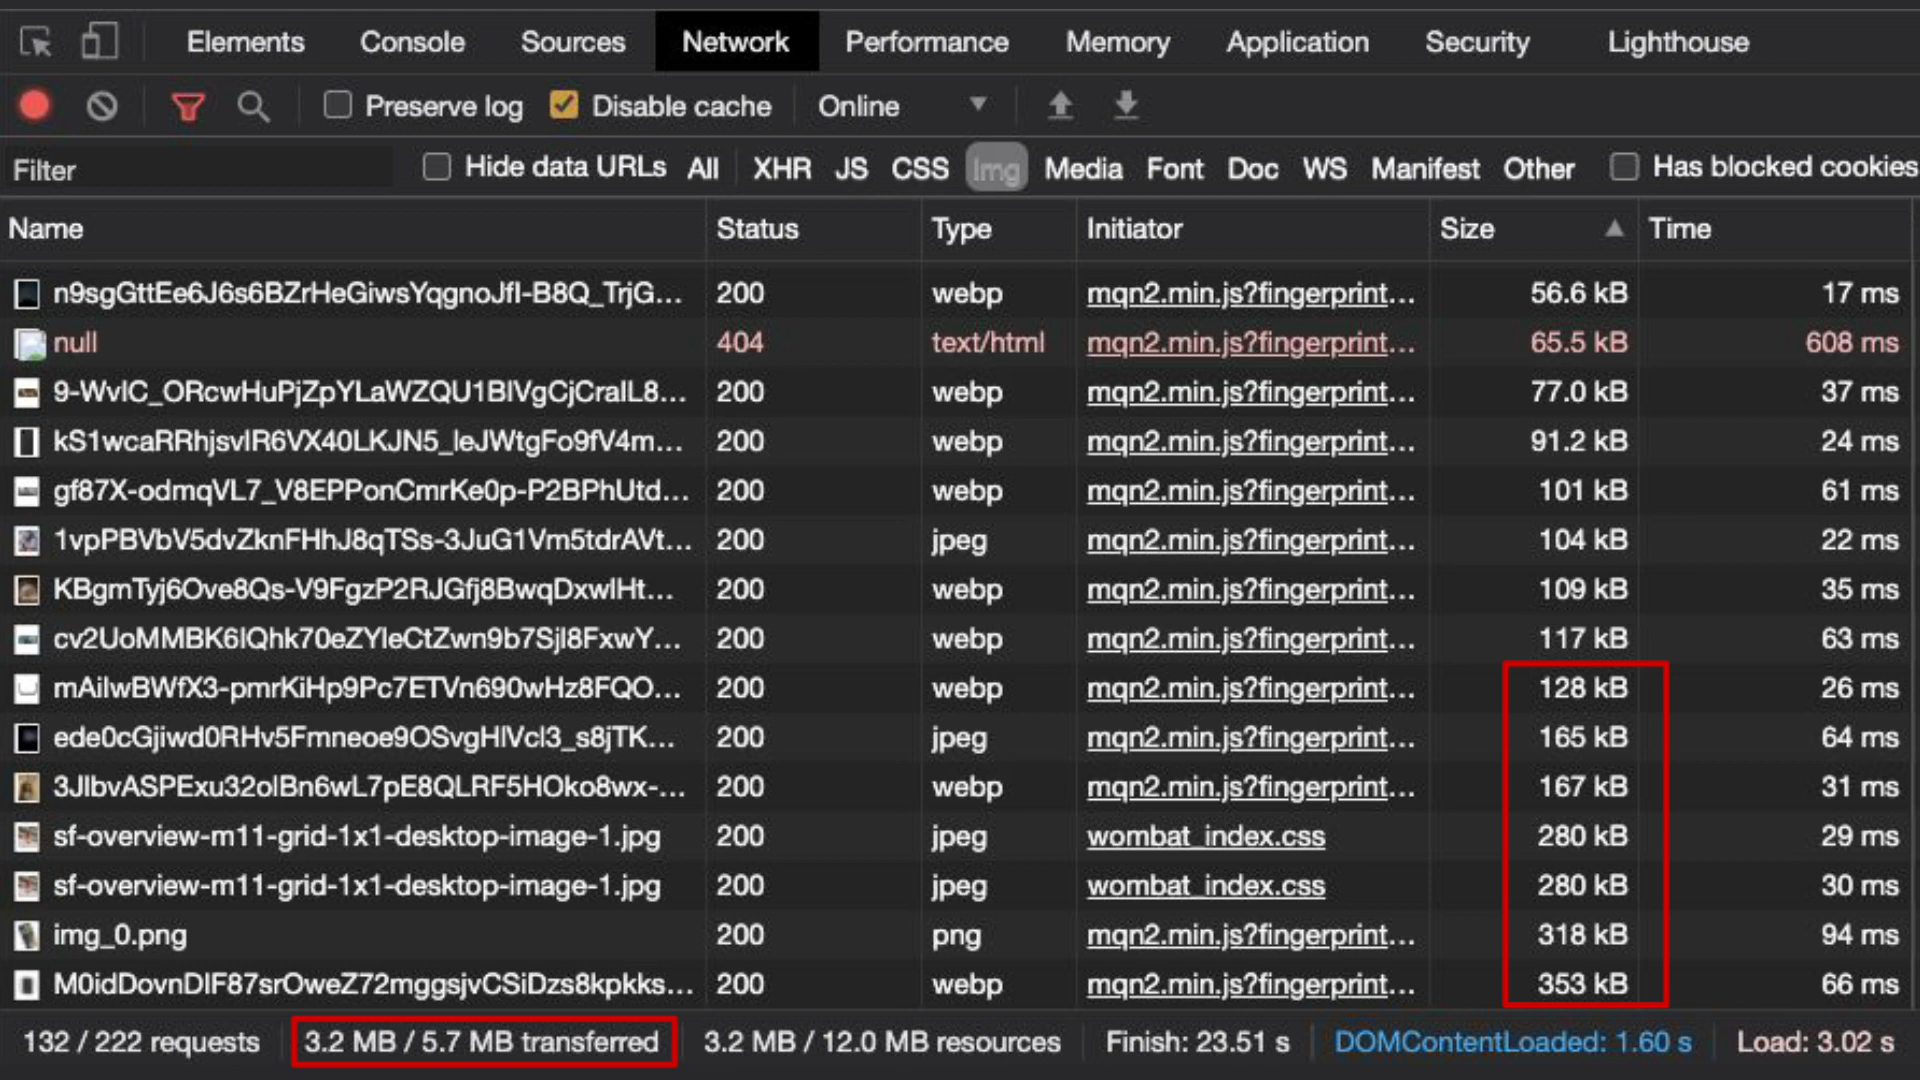 Elements Console Sources Network Performance Memory Application Security Lighthouse
Preserve log Disable cache Online
Filter Hide data URLs All XHR JS CSS Img Media Font Doc WS Manifest Other Has blocked cookies
Name Status Type Initiator Size Time
n9sgGttEe6J6s6BZrHeGiwsYqgnoJfI-B8Q_TrjG... 200 webp mqn2.min.js?fingerprint... 56.6 kB 17 ms
null 404 text/html mqn2.min.js?fingerprint... 65.5 kB 608 ms
9-WvIC_ORcwHuPjZpYLaWZQU1BIVgCjCraIL8... 200 webp mqn2.min.js?fingerprint... 77.0 kB 37 ms
kS1wcaRRhjsvIR6VX40LKJN5_IeJWtgFo9fV4m... 200 webp mqn2.min.js?fingerprint... 91.2 kB 24 ms
gf87X-odmqVL7_V8EPPonCmrKe0p-P2BPhUtd... 200 webp mqn2.min.js?fingerprint... 101 kB 61 ms
1vpPBVbV5dvZknFHhJ8qTSs-3JuG1Vm5tdrAVt... 200 jpeg mqn2.min.js?fingerprint... 104 kB 22 ms
KBgmTyj6Ove8Qs-V9FgzP2RJGfj8BwqDxwIHt... 200 webp mqn2.min.js?fingerprint... 109 kB 35 ms
cv2UoMMBK6IQhk70eZYIeCtZwn9b7SjI8FxwY... 200 webp mqn2.min.js?fingerprint... 117 kB 63 ms
mAilwBWfX3-pmrKiHp9Pc7ETVn690wHz8FQO... 200 webp mqn2.min.js?fingerprint... 128 kB 26 ms
ede0cGjiwd0RHv5Fmneoe9OSvgHIVcI3_s8jTK... 200 jpeg mqn2.min.js?fingerprint... 165 kB 64 ms
3JIbvASPExu32oIBn6wL7pE8QLRF5HOko8wx-... 200 webp mqn2.min.js?fingerprint... 167 kB 31 ms
sf-overview-m11-grid-1x1-desktop-image-1.jpg 200 jpeg wombat_index.css 280 kB 29 ms
sf-overview-m11-grid-1x1-desktop-image-1.jpg 200 jpeg wombat_index.css 280 kB 30 ms
img_0.png 200 png mqn2.min.js?fingerprint... 318 kB 94 ms
M0idDovnDIF87srOweZ72mggsjvCSiDzs8kpkks... 200 webp mqn2.min.js?fingerprint... 353 kB 66 ms
132 / 222 requests 3.2 MB / 5.7 MB transferred 3.2 MB / 12.0 MB resources Finish: 23.51 s DOMContentLoaded: 1.60 s Load: 3.02 s